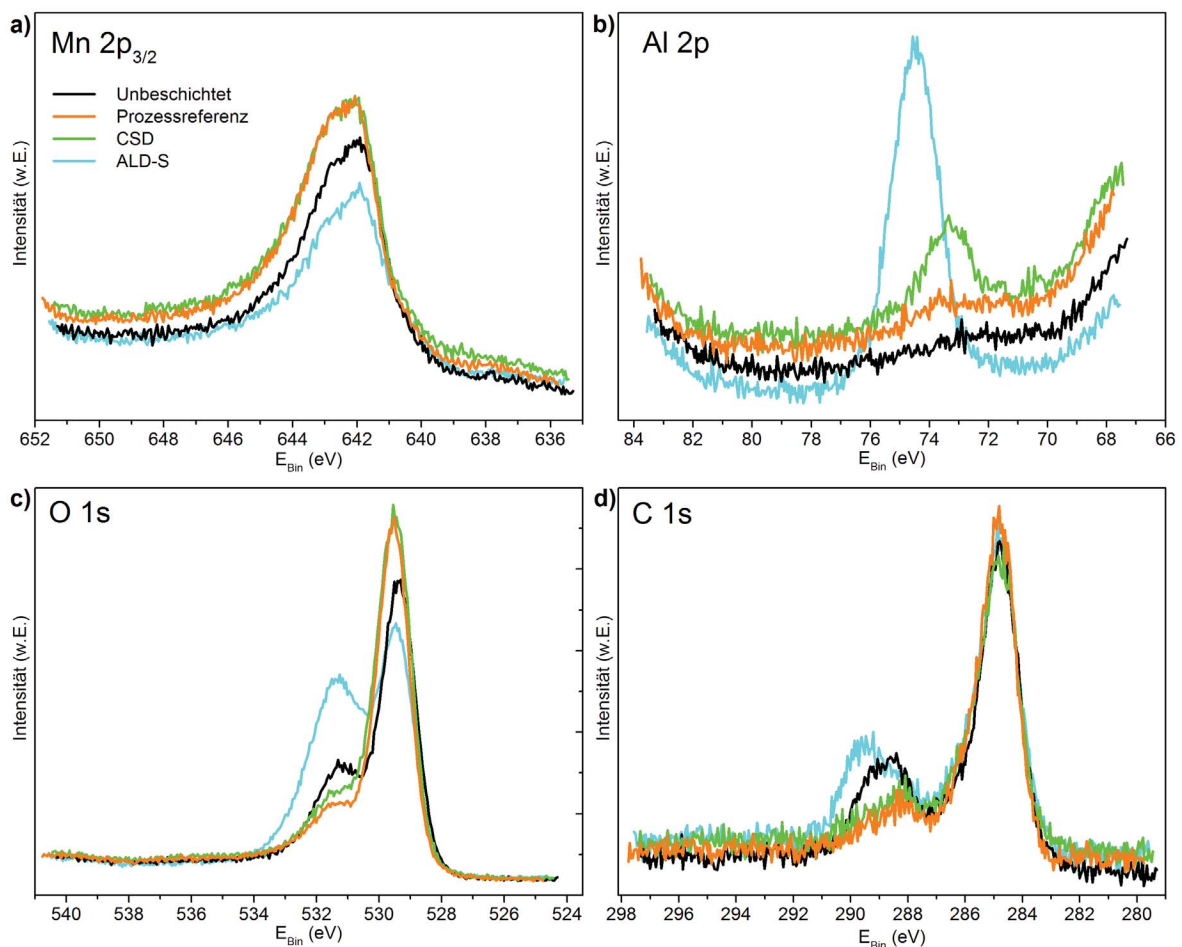 a)
Mn 2p3/2
Unbeschichtet
Prozessreferenz
CSD
ALD-S
Intensität (w.E.)
652 650 648 646 644 642 640 638 636
EBin (eV)
b)
Al 2p
Intensität (w.E.)
84 82 80 78 76 74 72 70 68 66
EBin (eV)
c)
O 1s
Intensität (w.E.)
540 538 536 534 532 530 528 526 524
EBin (eV)
d)
C 1s
Intensität (w.E.)
298 296 294 292 290 288 286 284 282 280
EBin (eV)